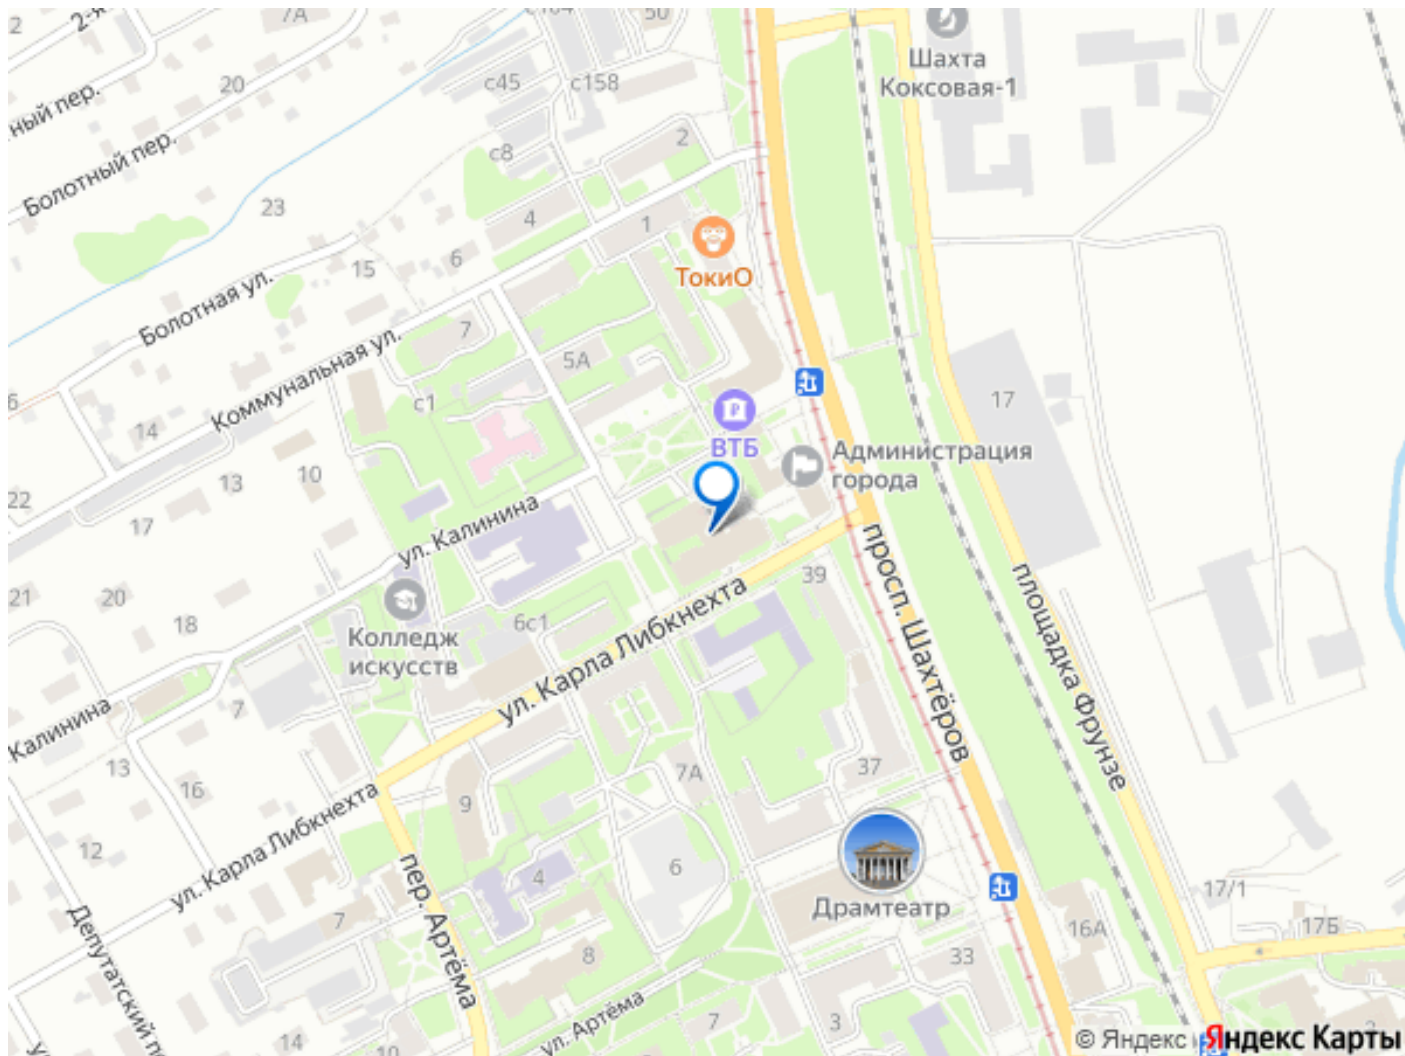 2-я
7А
с104
50
2
ный пер.
20
с45
с158
Шахта
Коксовая-1
Болотный пер.
с8
2
23
4
1
15
6
ТокиО
Болотная ул.
7
5А
Коммунальная ул.
6
с1
17
14
ВТБ
Администрация
города
10
13
22
17
ул. Калинина
просп. Шахтёров
площадка Фрунзе
39
21
20
18
6с1
Колледж
искусств
ул. Карла Либкнехта
7
Калинина
13
16
7А
37
9
ул. Карла Либкнехта
12
6
4
пер. Артёма
Драмтеатр
17/1
7
16А
17Б
Депутатский п
8
33
ул. Артёма
7
3
14
10
© Яндекс
Яндекс Карты